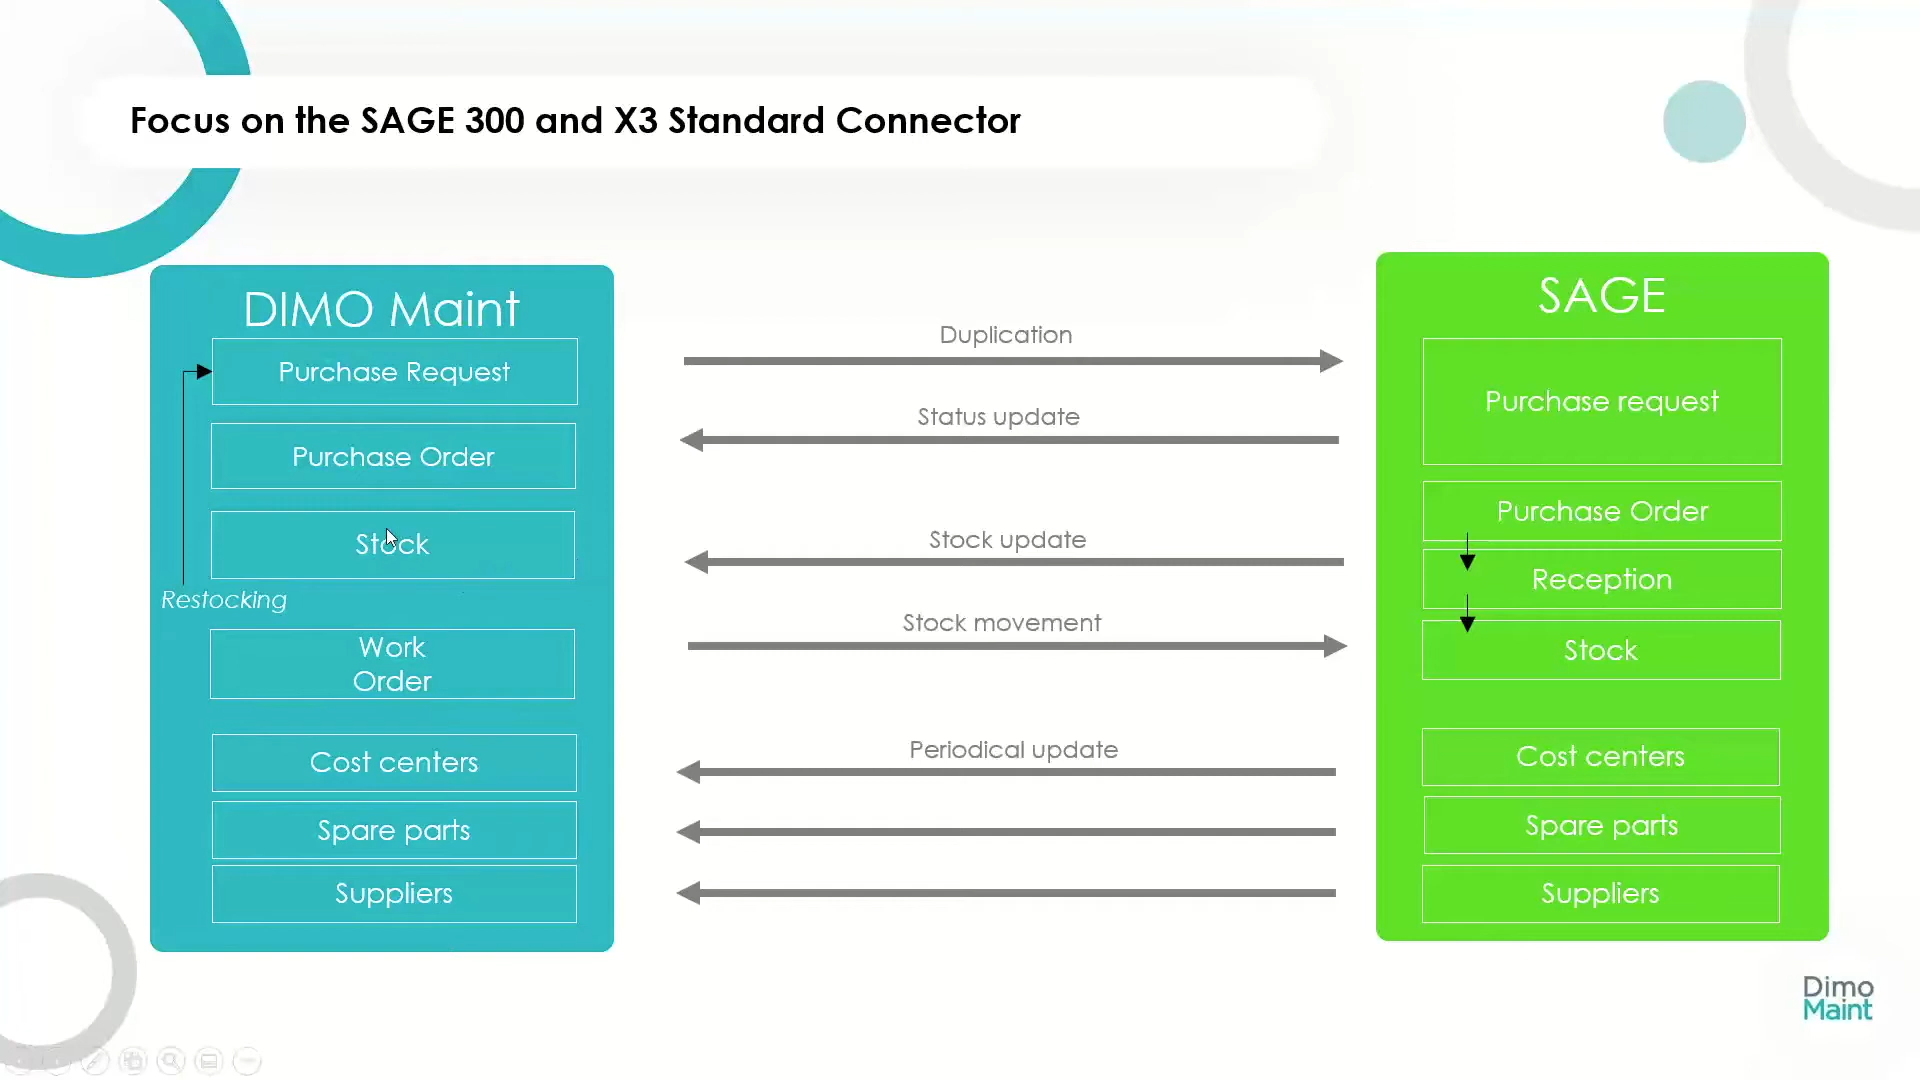 Focus on the SAGE 300 and X3 Standard Connector
DIMO Maint
Purchase Request
Purchase Order
Stock
Restocking
Work
Order
Cost centers
Spare parts
Suppliers
Duplication
Status update
Stock update
Stock movement
Periodical update
SAGE
Purchase request
Purchase Order
Reception
Stock
Cost centers
Spare parts
Suppliers
Dimo
Maint